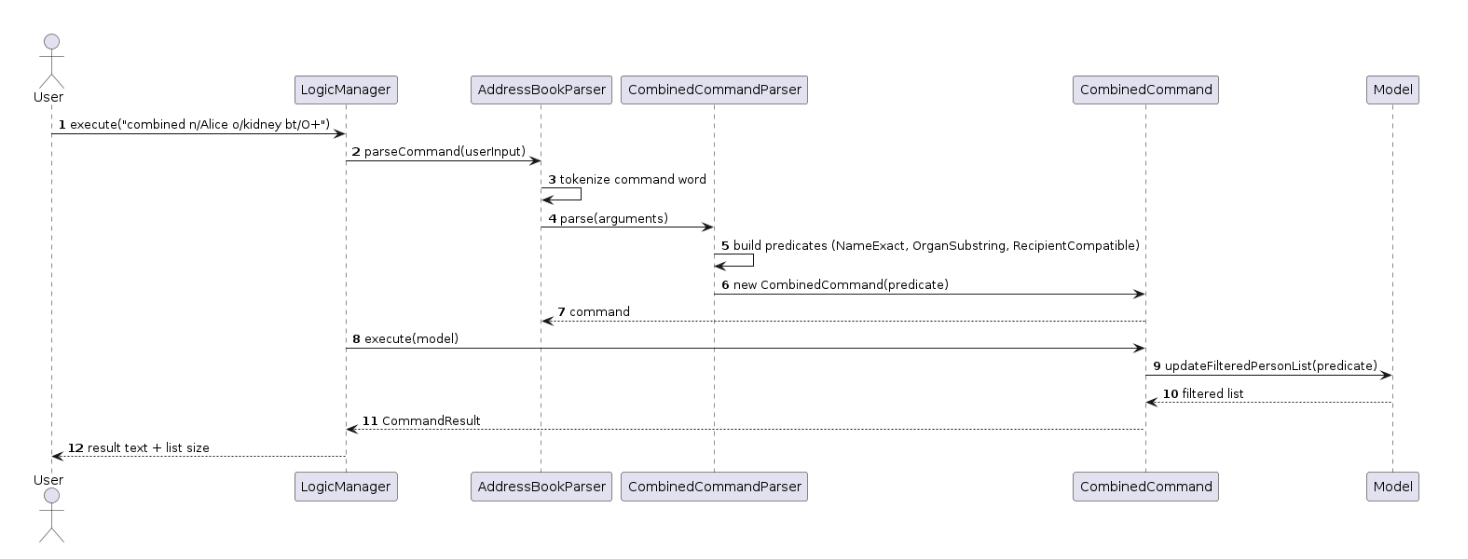 User
LogicManager
AddressBookParser
CombinedCommandParser
CombinedCommand
Model
1 execute("combined n/Alice o/kidney bt/O+")
2 parseCommand(userInput)
3 tokenize command word
4 parse(arguments)
5 build predicates (NameExact, OrganSubstring, RecipientCompatible)
6 new CombinedCommand(predicate)
7 command
8 execute(model)
9 updateFilteredPersonList(predicate)
10 filtered list
11 CommandResult
12 result text + list size
User
LogicManager
AddressBookParser
CombinedCommandParser
CombinedCommand
Model